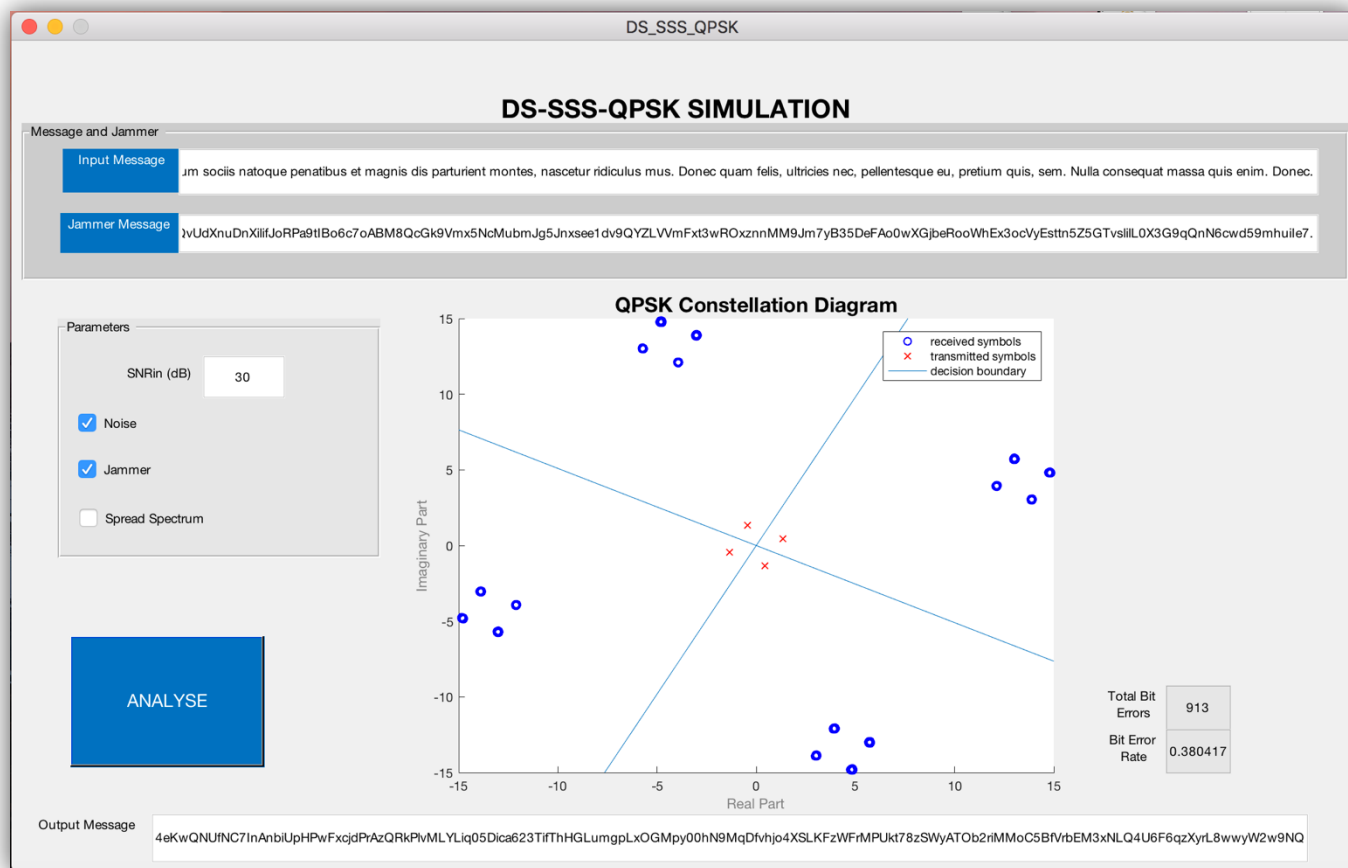 DS_SSS_QPSK
DS-SSS-QPSK SIMULATION
Message and Jammer
Input Message
um sociis natoque penatibus et magnis dis parturient montes, nascetur ridiculus mus. Donec quam felis, ultricies nec, pellentesque eu, pretium quis, sem. Nulla consequat massa quis enim. Donec.
Jammer Message
QvUdXnuDnXilifJoRPa9tIBo6c7oABM8QcGk9Vmx5NcMubmJg5Jnxsee1dv9QYZLVVmFxt3wROxznnMM9Jm7yB35DeFAo0wXGjbeRooWhEx3ocVyEsttn5Z5GTvslilL0X3G9qQnN6cwd59mhuile7.
Parameters
SNRin (dB)
30
Noise
Jammer
Spread Spectrum
ANALYSE
QPSK Constellation Diagram
received symbols
transmitted symbols
decision boundary
15
10
5
0
-5
-10
-15
Imaginary Part
-15
-10
-5
0
5
10
15
Real Part
Total Bit
Errors
913
Bit Error
Rate
0.380417
Output Message
4eKwQNUfNC7InAnbiUpHPwFxcjdPrAzQRkPlvMLYLiq05Dica623TifThHGLumgpLxOGMpy00hN9MqDfvhjo4XSLKFzWFrMPUkt78zSWyATOb2riMMoC5BfVrbEM3xNLQ4U6F6qzXyrL8wwyW2w9NQ